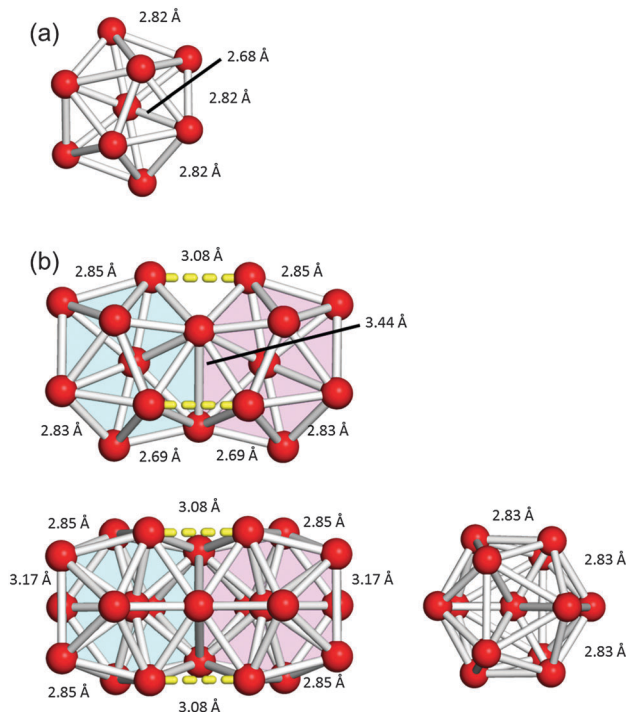 (a)
2.82 Å
2.68 Å
2.82 Å
2.82 Å
(b)
3.08 Å
2.85 Å
2.85 Å
3.44 Å
2.83 Å
2.83 Å
2.69 Å
2.69 Å
3.08 Å
2.85 Å
2.85 Å
3.17 Å
3.17 Å
2.85 Å
2.85 Å
3.08 Å
2.83 Å
2.83 Å
2.83 Å